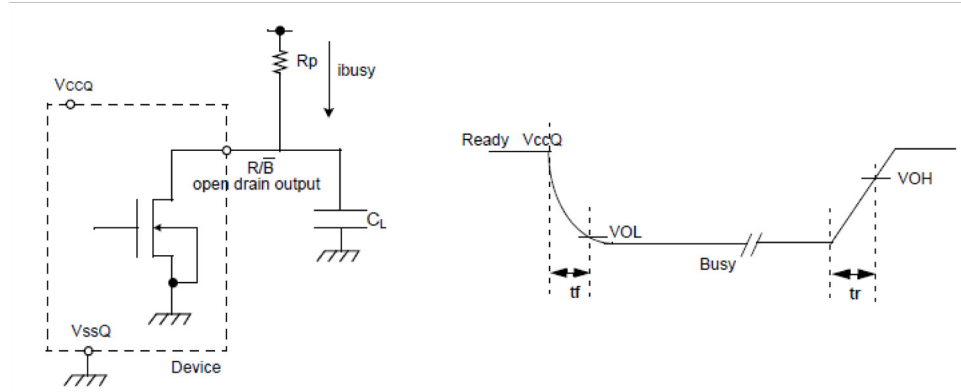 Rp
ibusy
VCCQ
R/B̅
open drain output
CL
VssQ
Device
Ready VccQ
VOH
VOL
Busy
tf
tr